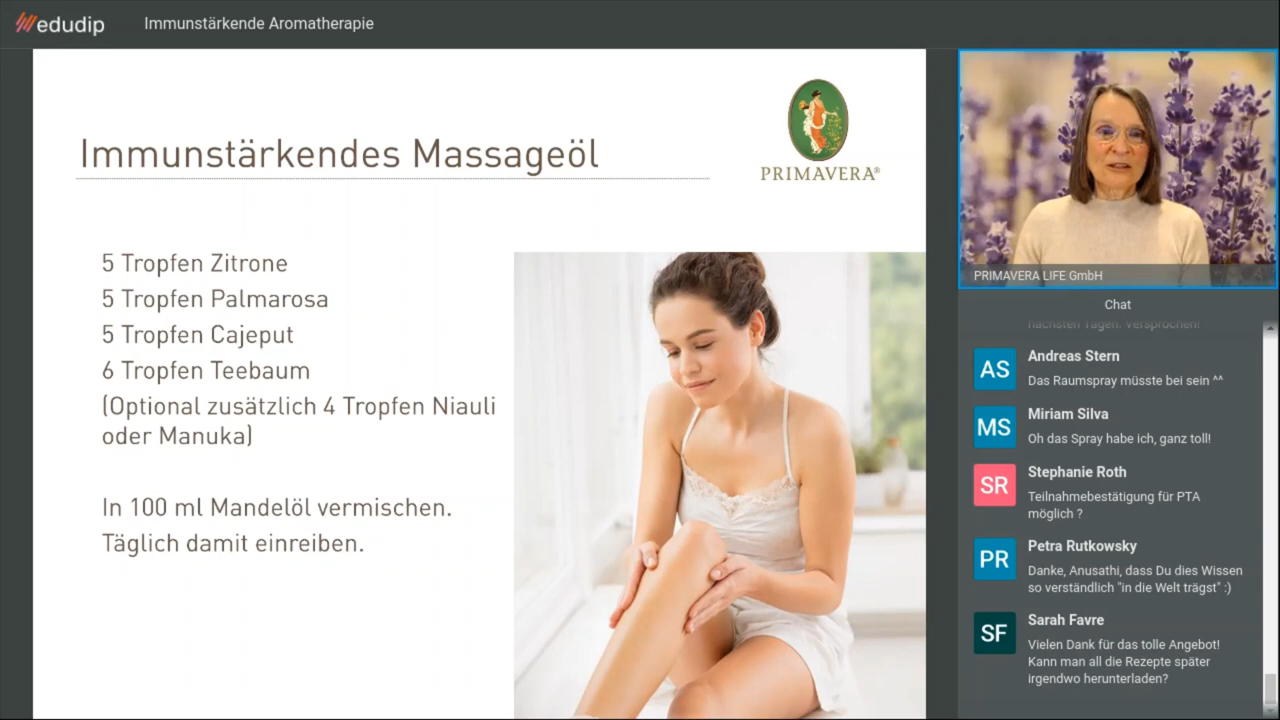 edudip
Immunstärkende Aromatherapie
Immunstärkendes Massageöl
PRIMAVERA®
5 Tropfen Zitrone
5 Tropfen Palmarosa
5 Tropfen Cajeput
6 Tropfen Teebaum
(Optional zusätzlich 4 Tropfen Niauli
oder Manuka)
In 100 ml Mandelöl vermischen.
Täglich damit einreiben.
PRIMAVERA LIFE GmbH
Chat
nächsten Tagen. Versprochen!
AS
Andreas Stern
Das Raumspray müsste bei sein ^^
MS
Miriam Silva
Oh das Spray habe ich, ganz toll!
SR
Stephanie Roth
Teilnahmebestätigung für PTA
möglich ?
PR
Petra Rutkowsky
Danke, Anusathi, dass Du dies Wissen
so verständlich "in die Welt trägst" :)
SF
Sarah Favre
Vielen Dank für das tolle Angebot!
Kann man all die Rezepte später
irgendwo herunterladen?